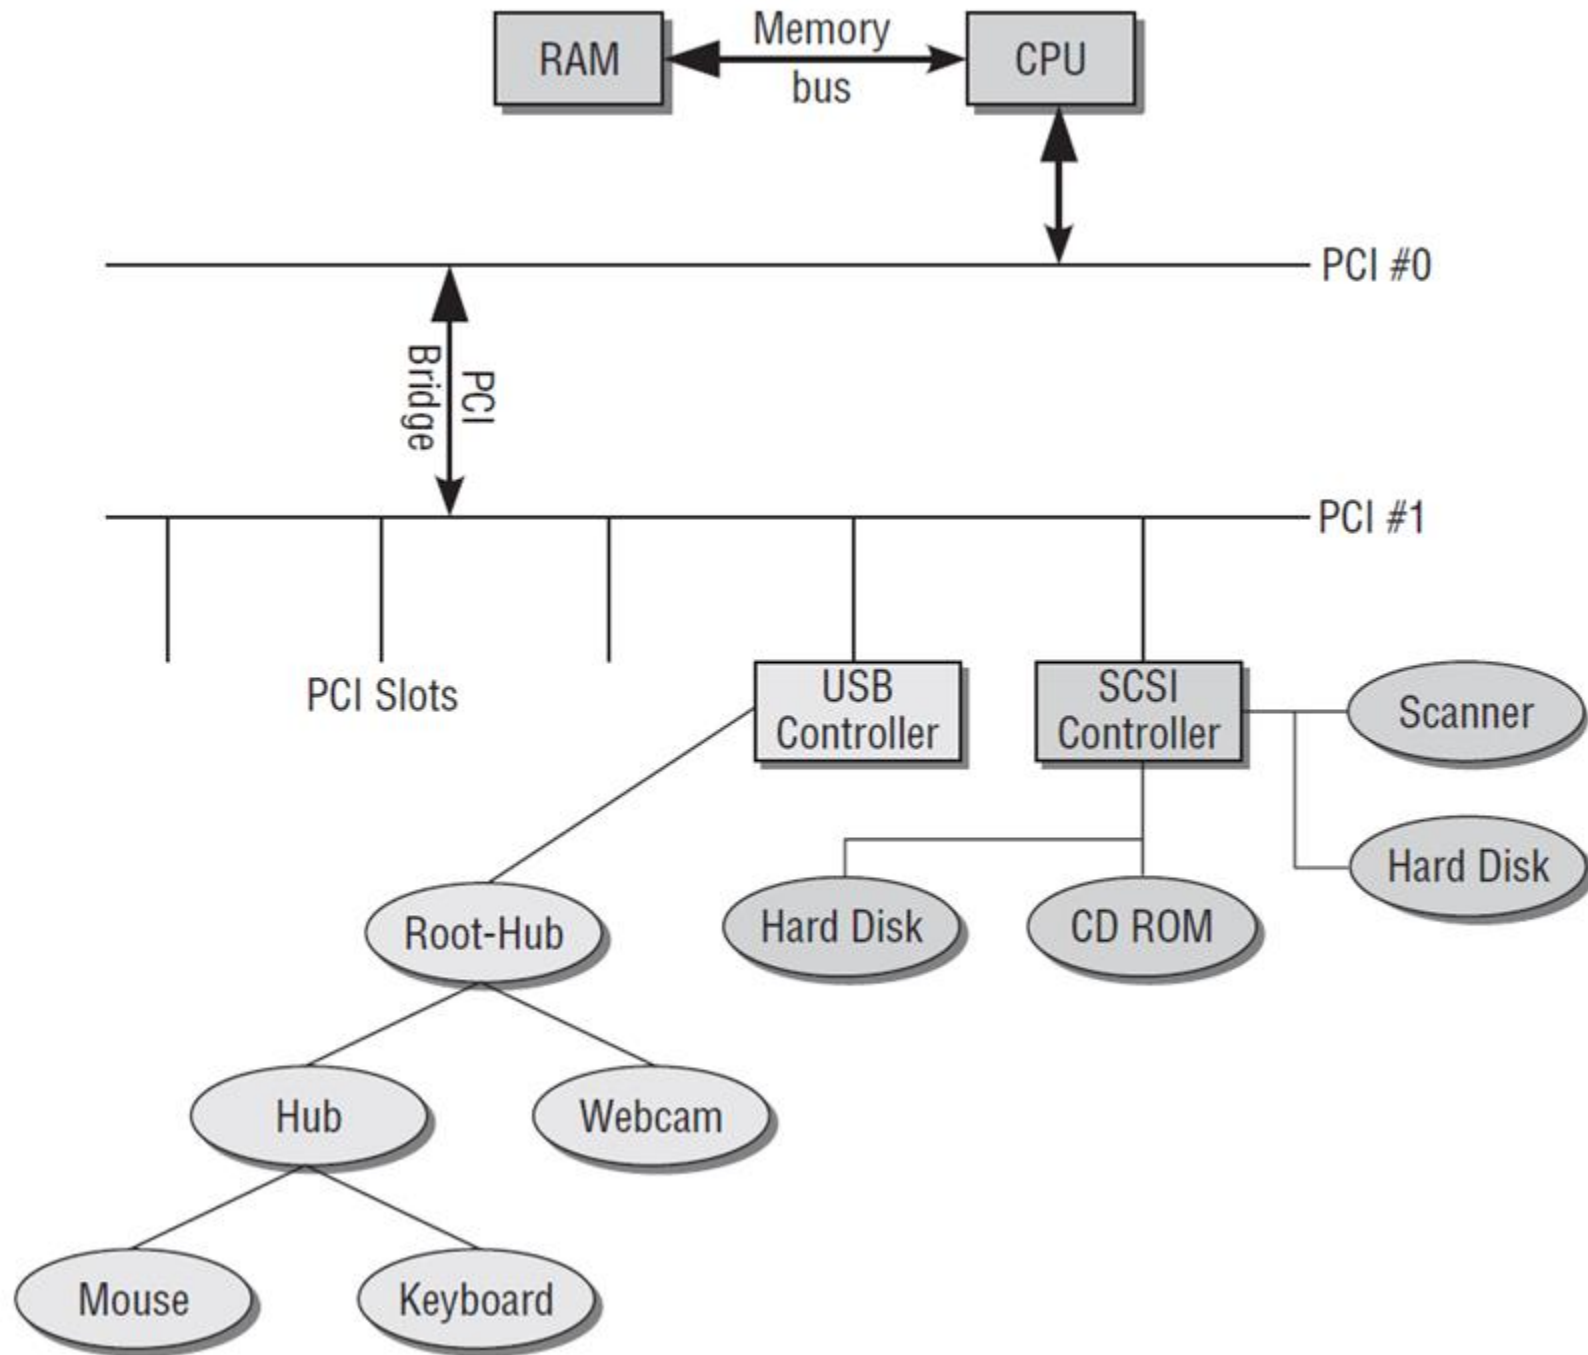 RAM
Memory
bus
CPU
PCI #0
PCI
Bridge
PCI #1
PCI Slots
USB
Controller
SCSI
Controller
Scanner
Hard Disk
Root-Hub
Hard Disk
CD ROM
Hub
Webcam
Mouse
Keyboard